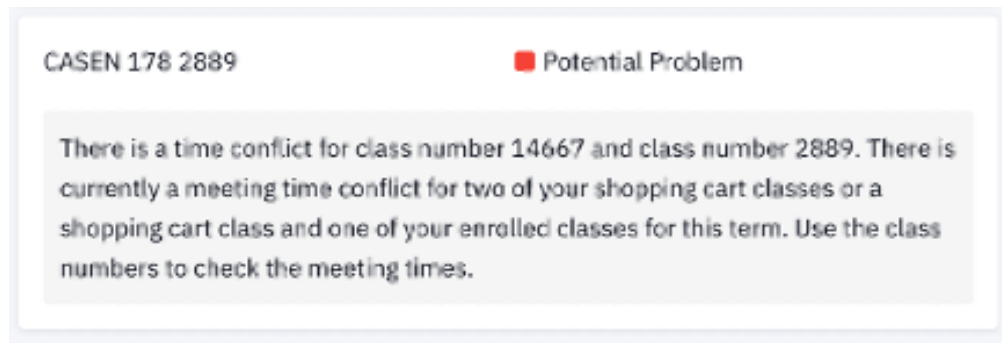 CASEN 178 2889
Potential Problem
There is a time conflict for class number 14667 and class number 2889. There is
currently a meeting time conflict for two of your shopping cart classes or a
shopping cart class and one of your enrolled classes for this term. Use the class
numbers to check the meeting times.